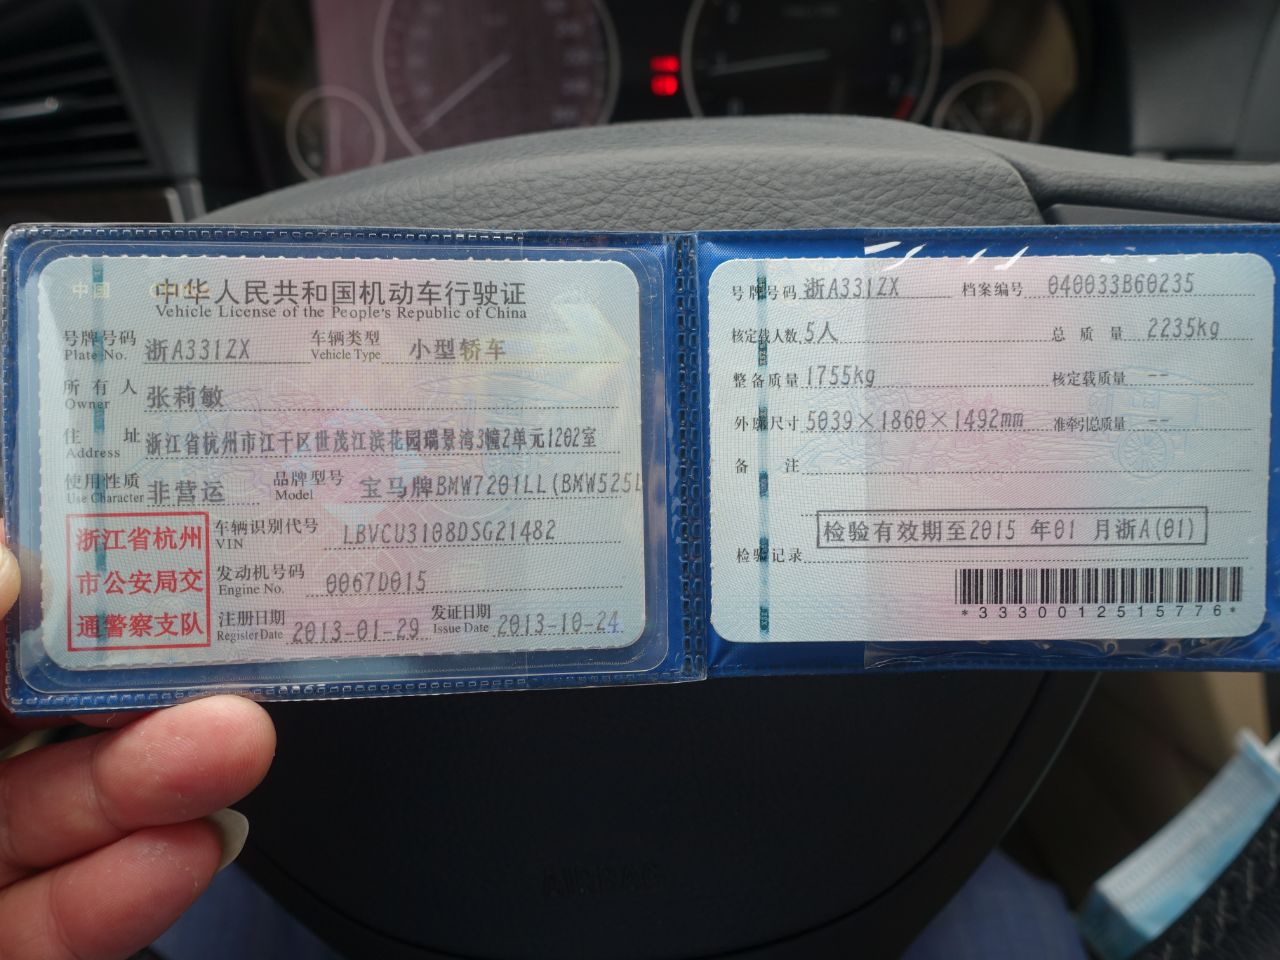 中华人民共和国机动车行驶证
Vehicle License of the People's Republic of China
号牌号码 Plate No. 浙A331ZX 车辆类型 Vehicle Type 小型轿车
所有人 Owner 张莉敏
住址 Address 浙江省杭州市江干区世茂江滨花园瑞景湾3幢2单元1202室
使用性质 Use Character 非营运 品牌型号 Model 宝马牌BMW7201LL(BMW525L
车辆识别代号 VIN LBVCU3108DSG21482
发动机号码 Engine No. 0067D015
注册日期 Register Date 2013-01-29 发证日期 Issue Date 2013-10-24
浙江省杭州
市公安局交
通警察支队
号牌号码 浙A331ZX 档案编号 040033B60235
核定载人数 5人 总质量 2235kg
整备质量 1755kg 核定载质量 --
外廓尺寸 5039×1860×1492mm 准牵引总质量 --
备注
检验有效期至2015 年01 月浙A(01)
检验记录
*3330012515776*
AIRBAG